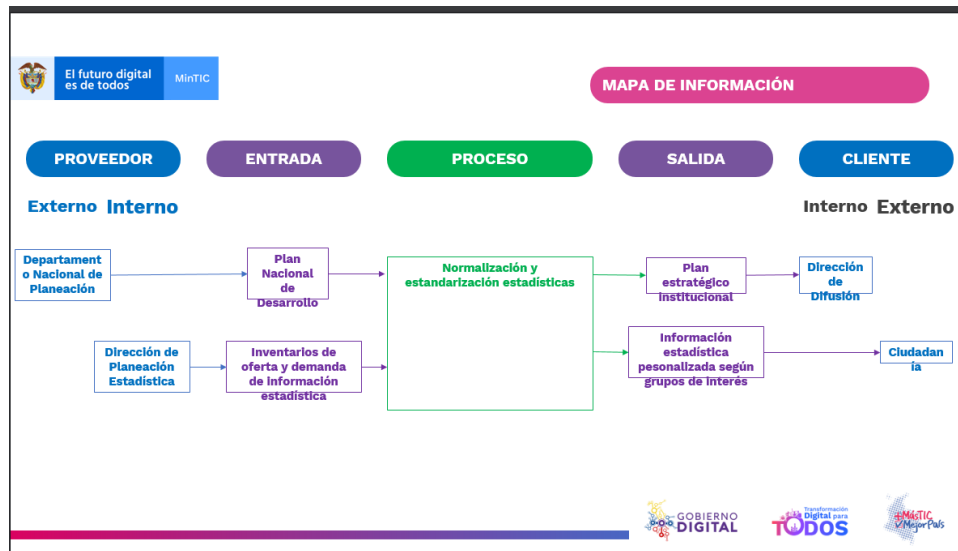 El futuro digital
es de todos
MinTIC
MAPA DE INFORMACIÓN
PROVEEDOR
ENTRADA
PROCESO
SALIDA
CLIENTE
Externo Interno
Interno Externo
Departament
o Nacional de
Planeación
Plan
Nacional
de
Desarrollo
Normalización y
estandarización estadísticas
Plan
estratégico
institucional
Dirección
de
Difusión
Dirección de
Planeación
Estadística
Inventarios de
oferta y demanda
de información
estadística
Información
estadística
pesonalizada según
grupos de interés
Ciudadan
ía
GOBIERNO
DIGITAL
Transformación
Digital para
TODOS
+MásTIC
✓MejorPaís